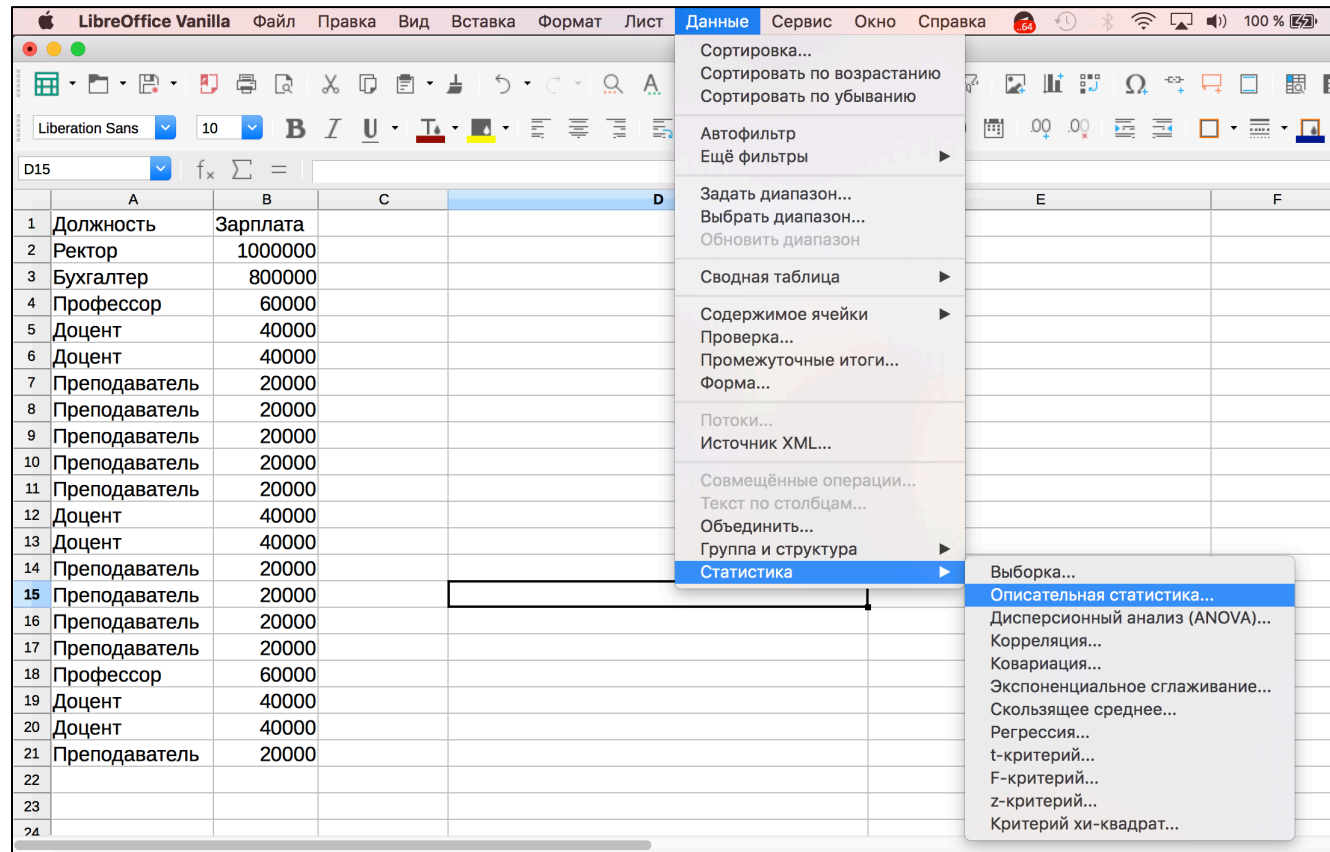 LibreOffice Vanilla Файл Правка Вид Вставка Формат Лист Данные Сервис Окно Справка 64 100 %
Liberation Sans 10 B I U
D15 fx Σ =
A B C D E F
1 Должность Зарплата
2 Ректор 1000000
3 Бухгалтер 800000
4 Профессор 60000
5 Доцент 40000
6 Доцент 40000
7 Преподаватель 20000
8 Преподаватель 20000
9 Преподаватель 20000
10 Преподаватель 20000
11 Преподаватель 20000
12 Доцент 40000
13 Доцент 40000
14 Преподаватель 20000
15 Преподаватель 20000
16 Преподаватель 20000
17 Преподаватель 20000
18 Профессор 60000
19 Доцент 40000
20 Доцент 40000
21 Преподаватель 20000
22
23
24
Сортировка...
Сортировать по возрастанию
Сортировать по убыванию
Автофильтр
Ещё фильтры
Задать диапазон...
Выбрать диапазон...
Обновить диапазон
Сводная таблица
Содержимое ячейки
Проверка...
Промежуточные итоги...
Форма...
Потоки...
Источник XML...
Совмещённые операции...
Текст по столбцам...
Объединить...
Группа и структура
Статистика
Выборка...
Описательная статистика...
Дисперсионный анализ (ANOVA)...
Корреляция...
Ковариация...
Экспоненциальное сглаживание...
Скользящее среднее...
Регрессия...
t-критерий...
F-критерий...
z-критерий...
Критерий хи-квадрат...